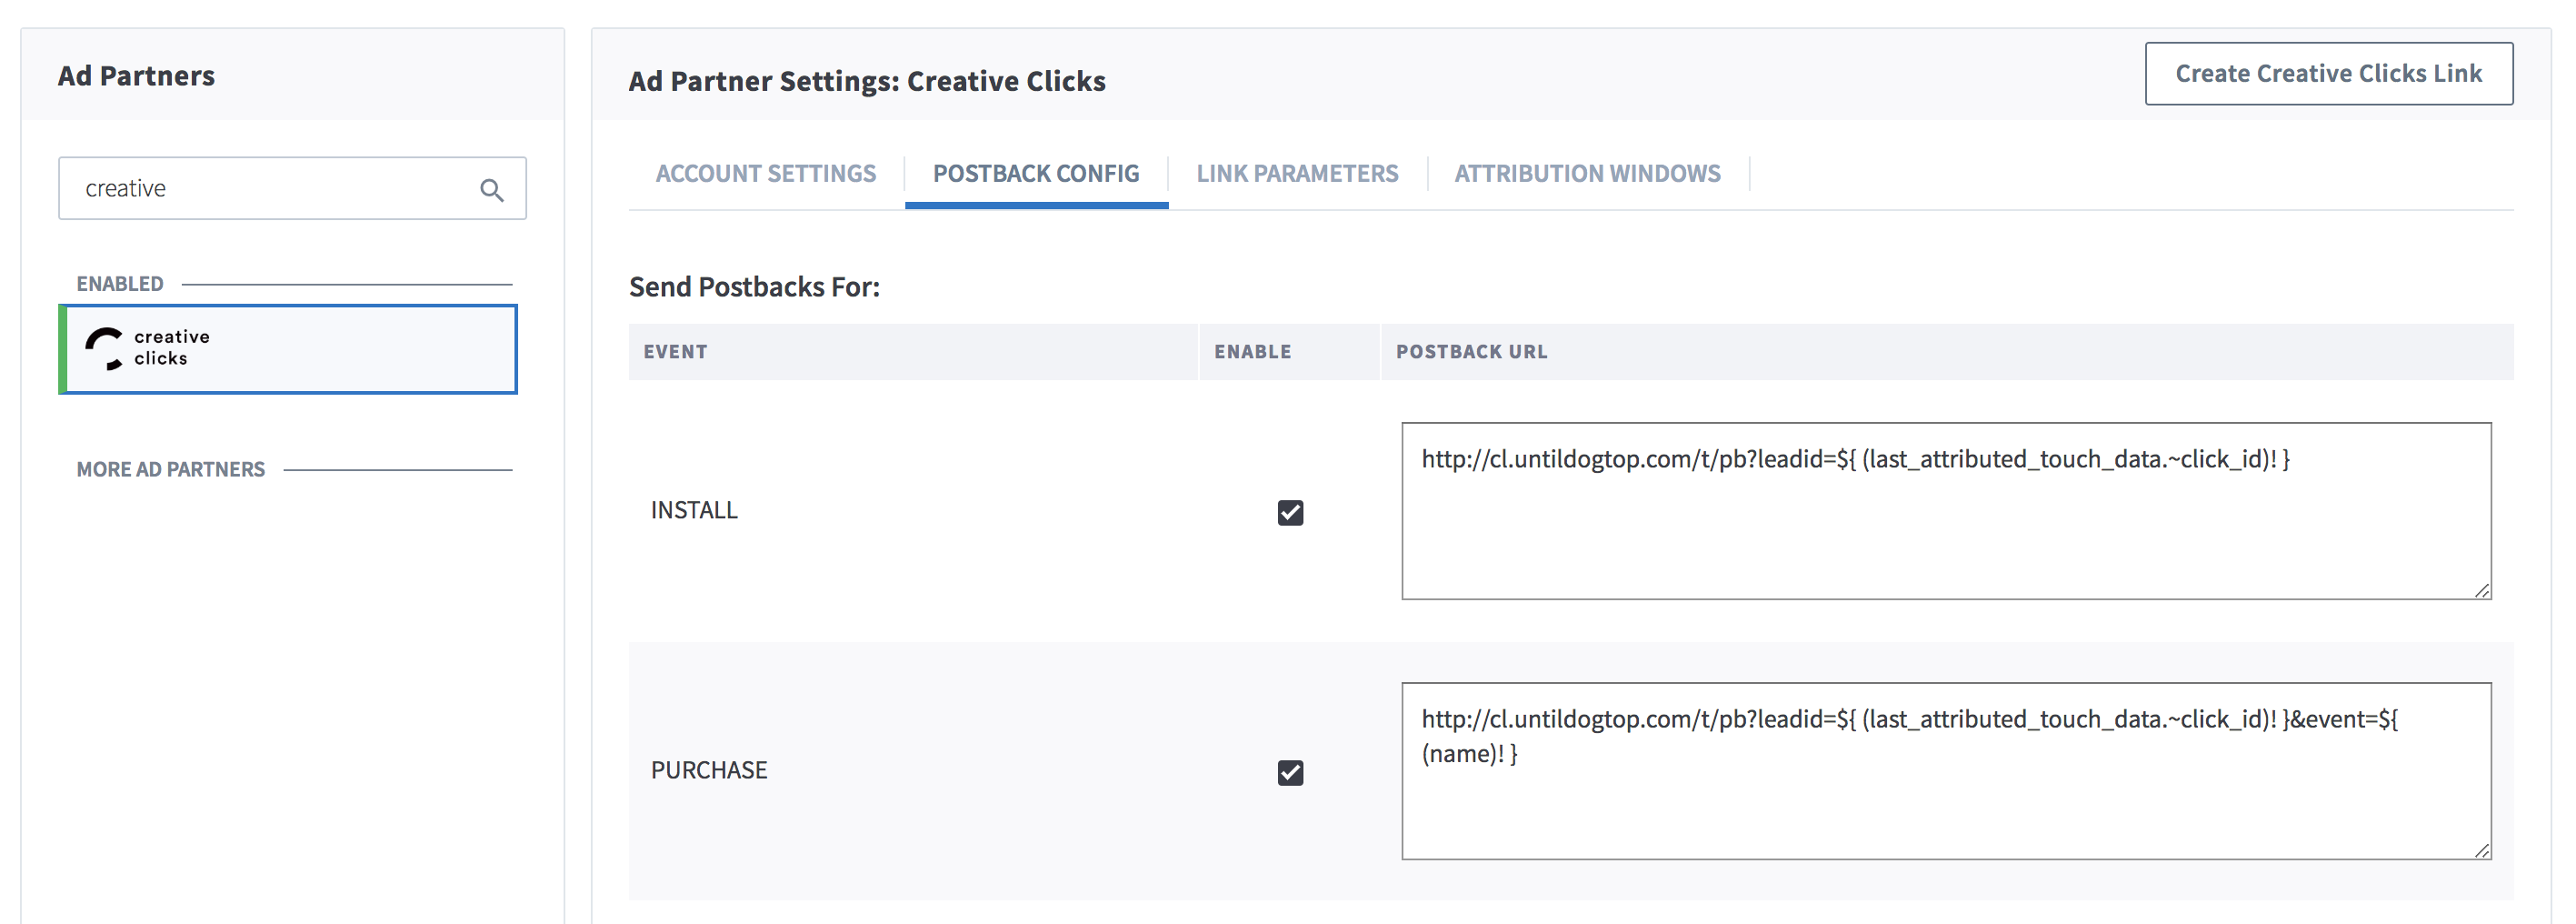 Ad Partners
creative
ENABLED
creative
clicks
MORE AD PARTNERS
Ad Partner Settings: Creative Clicks
Create Creative Clicks Link
ACCOUNT SETTINGS
POSTBACK CONFIG
LINK PARAMETERS
ATTRIBUTION WINDOWS
Send Postbacks For:
EVENT
ENABLE
POSTBACK URL
INSTALL
http://cl.untildogtop.com/t/pb?leadid=${ (last_attributed_touch_data.~click_id)! }
PURCHASE
http://cl.untildogtop.com/t/pb?leadid=${ (last_attributed_touch_data.~click_id)! }&event=${
(name)! }